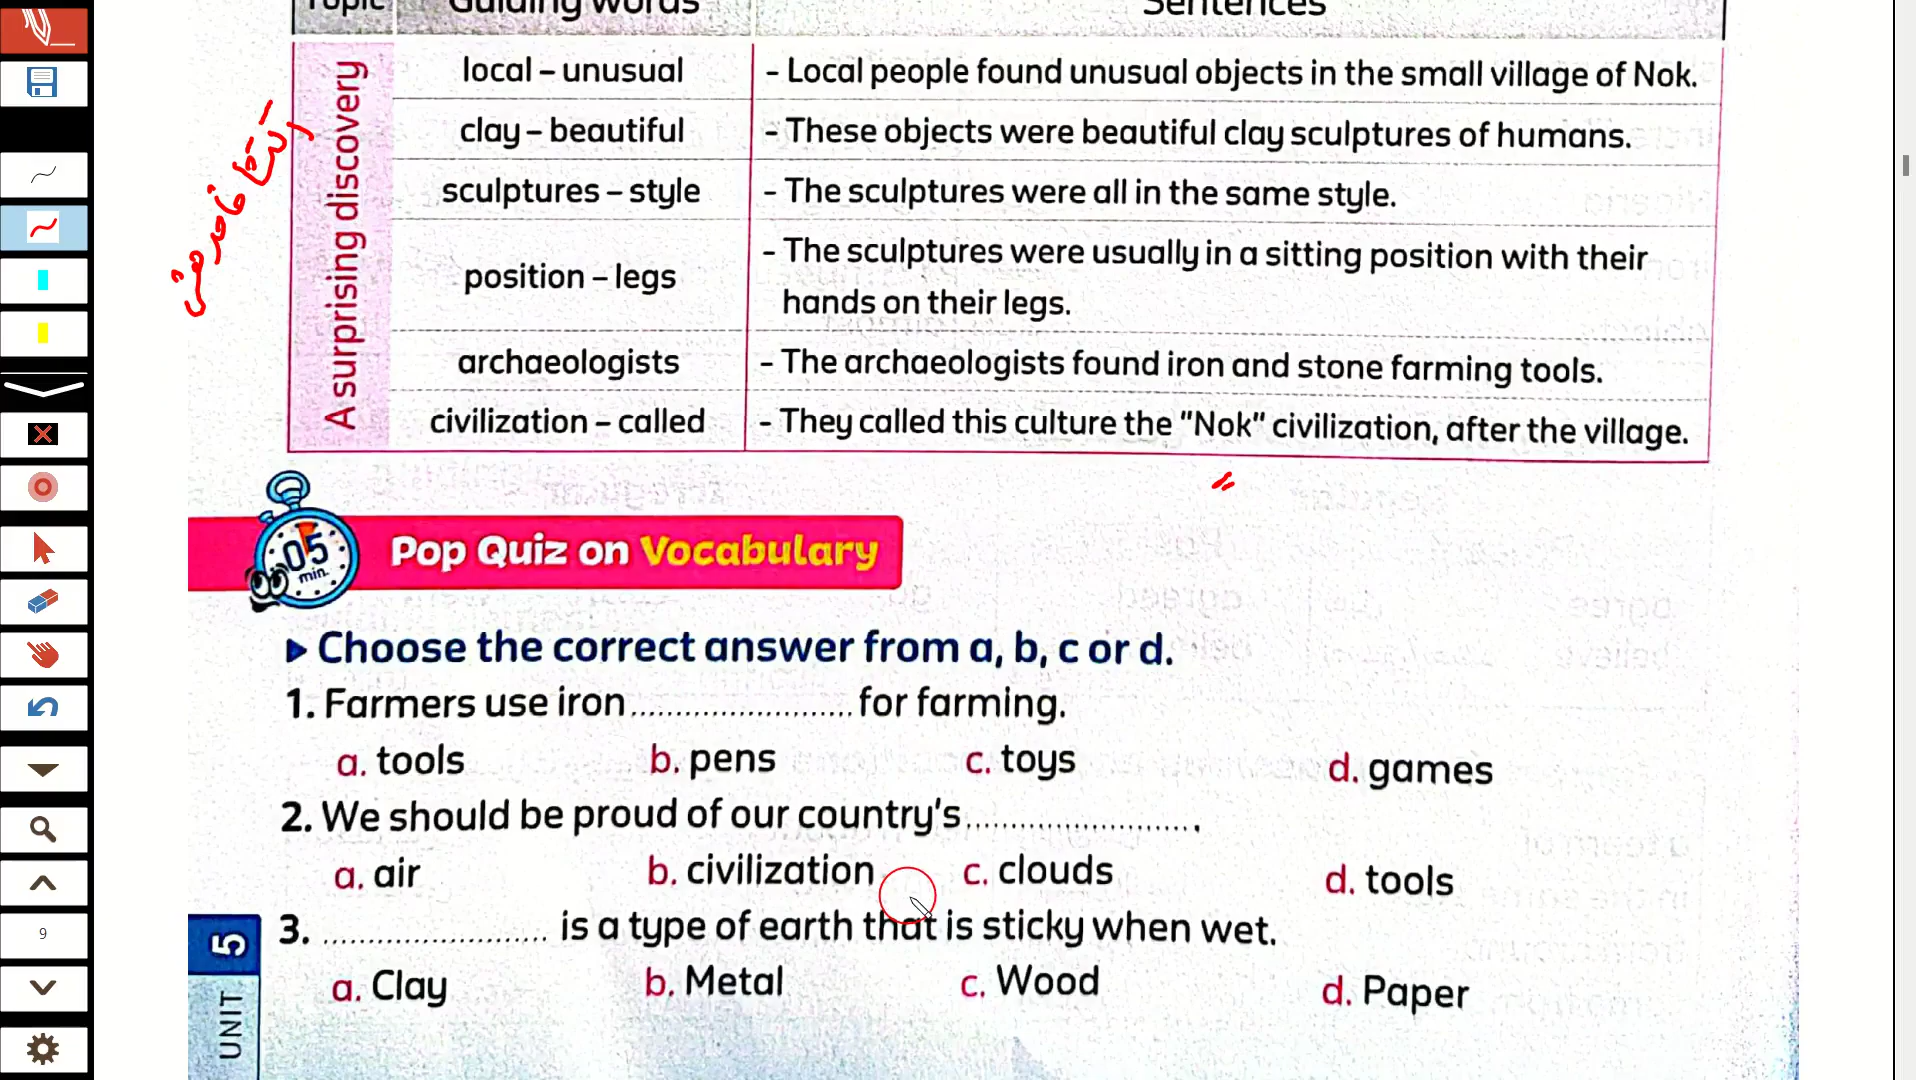 Topic Guiding words Sentences
A surprising discovery
local – unusual - Local people found unusual objects in the small village of Nok.
clay – beautiful - These objects were beautiful clay sculptures of humans.
sculptures – style - The sculptures were all in the same style.
position – legs - The sculptures were usually in a sitting position with their
hands on their legs.
archaeologists - The archaeologists found iron and stone farming tools.
civilization – called - They called this culture the "Nok" civilization, after the village.
05
min.
Pop Quiz on Vocabulary
Choose the correct answer from a, b, c or d.
1. Farmers use iron ........................ for farming.
a. tools b. pens c. toys d. games
2. We should be proud of our country's ......................... .
a. air b. civilization c. clouds d. tools
3. ......................... is a type of earth that is sticky when wet.
a. Clay b. Metal c. Wood d. Paper
UNIT 5
9